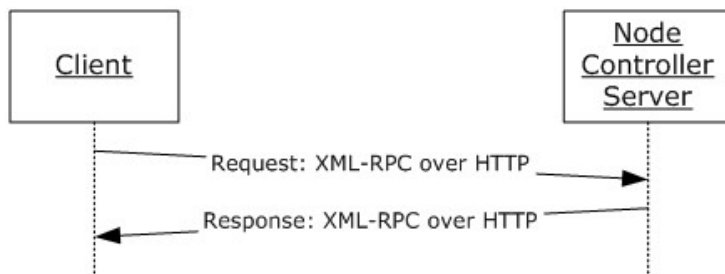 Client
Node
Controller
Server
Request: XML-RPC over HTTP
Response: XML-RPC over HTTP